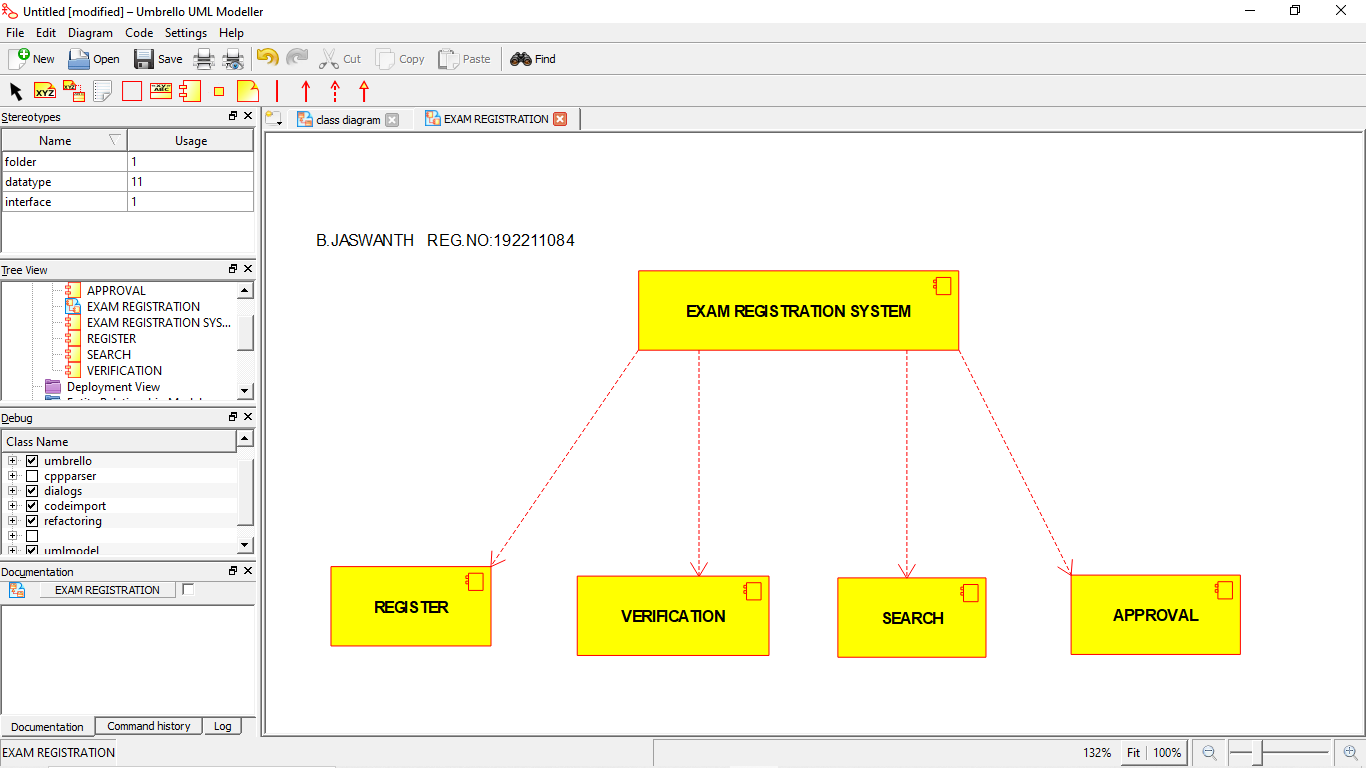 Untitled [modified] – Umbrello UML Modeller
File Edit Diagram Code Settings Help
New Open Save Cut Copy Paste Find
XYZ
Stereotypes
class diagram EXAM REGISTRATION
Name Usage
folder 1
datatype 11
interface 1
B.JASWANTH REG.NO:192211084
Tree View
APPROVAL
EXAM REGISTRATION
EXAM REGISTRATION SYS...
REGISTER
SEARCH
VERIFICATION
Deployment View
EXAM REGISTRATION SYSTEM
Debug
Class Name
umbrello
cppparser
dialogs
codeimport
refactoring
umlmodel
Documentation
EXAM REGISTRATION
REGISTER
VERIFICATION
SEARCH
APPROVAL
Documentation Command history Log
EXAM REGISTRATION
132% Fit 100%